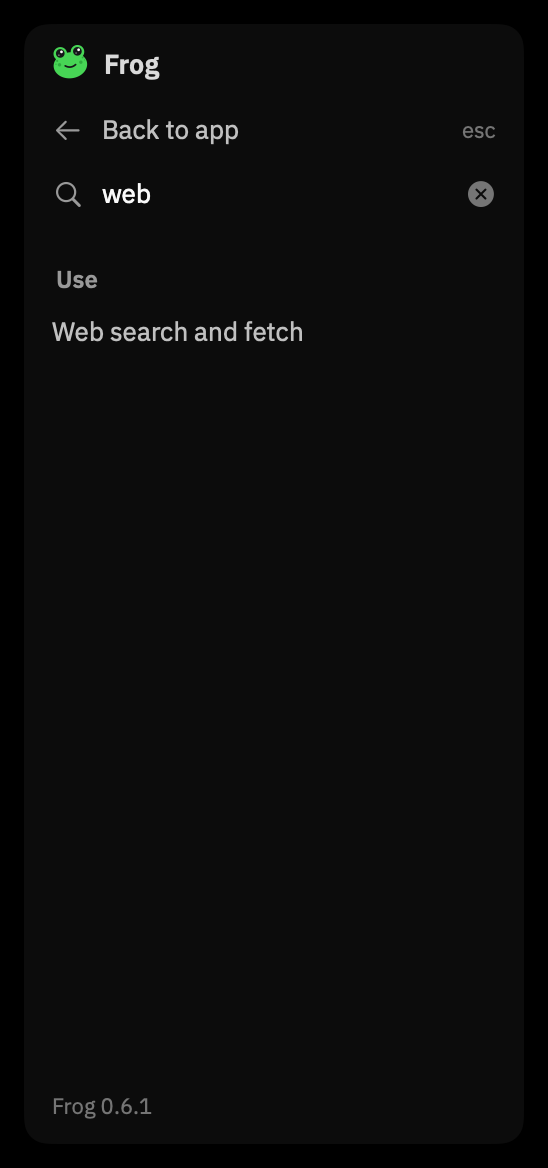 Frog
Back to app esc
web
Use
Web search and fetch
Frog 0.6.1